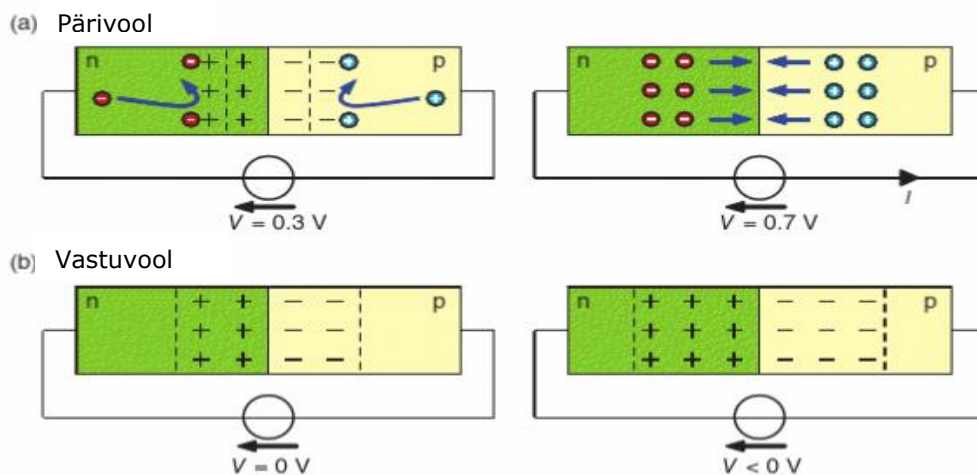 (a) Pärivool
n p
n p
V = 0.3 V
V = 0.7 V
I
(b) Vastuvool
n p
n p
V = 0 V
V < 0 V